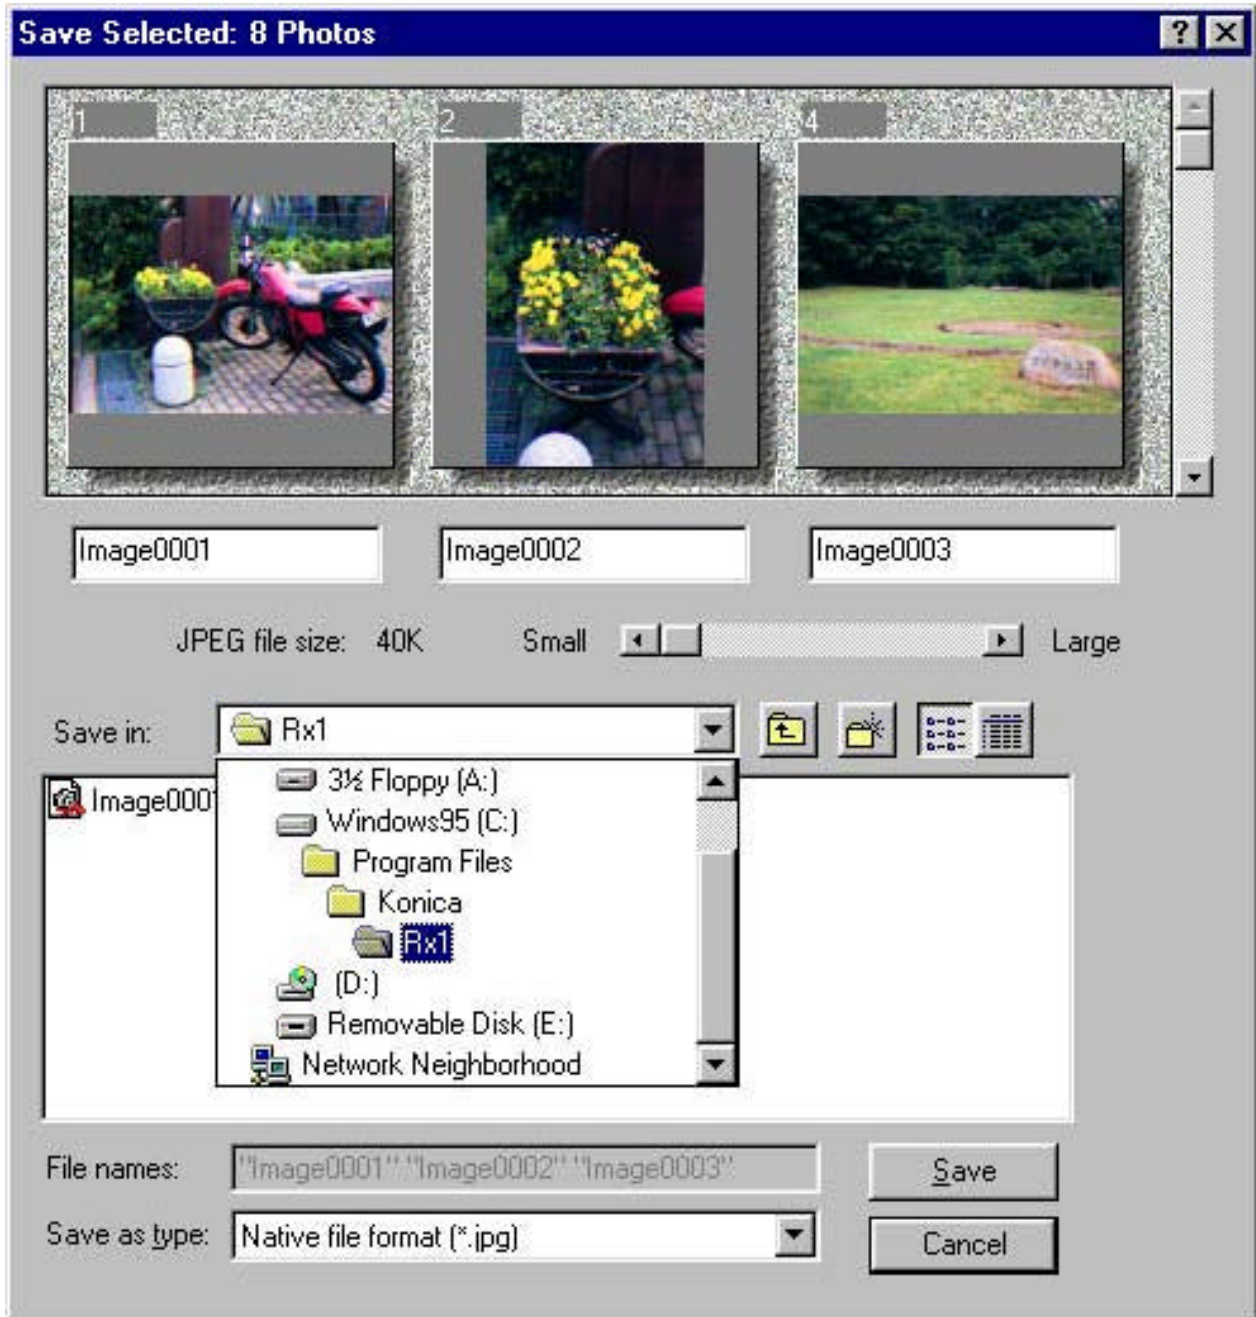 Save Selected: 8 Photos
1
2
4
Image0001
Image0002
Image0003
JPEG file size: 40K Small Large
Save in: Rx1
Image0001
3½ Floppy (A:)
Windows95 (C:)
Program Files
Konica
Rx1
(D:)
Removable Disk (E:)
Network Neighborhood
File names: "Image0001" "Image0002" "Image0003"
Save
Save as type: Native file format (*.jpg)
Cancel